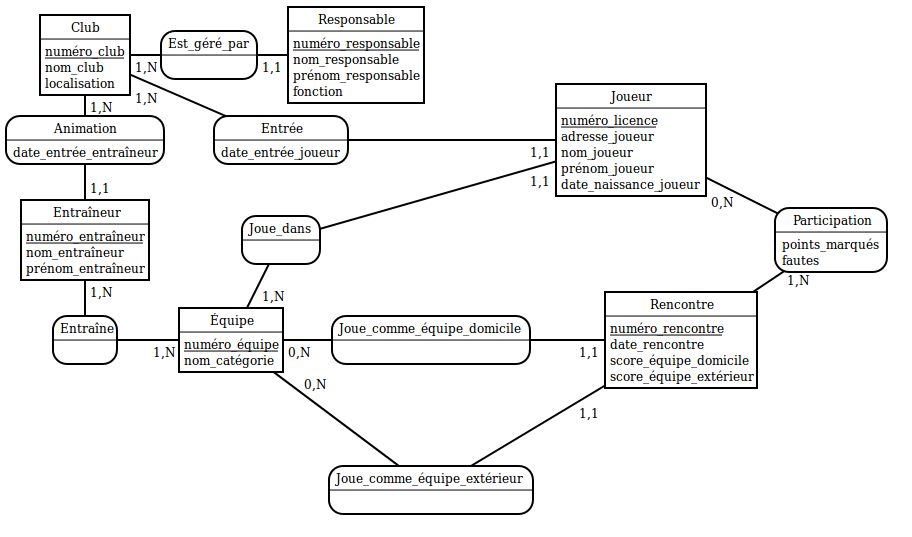 Club
numéro_club
nom_club
localisation
Est_géré_par
Responsable
numéro_responsable
nom_responsable
prénom_responsable
fonction
1,N
1,1
1,N
1,N
Animation
date_entrée_entraîneur
Entrée
date_entrée_joueur
Joueur
numéro_licence
adresse_joueur
nom_joueur
prénom_joueur
date_naissance_joueur
1,1
1,1
1,1
0,N
Entraîneur
numéro_entraîneur
nom_entraîneur
prénom_entraîneur
Joue_dans
Participation
points_marqués
fautes
1,N
1,N
1,N
Entraîne
1,N
Équipe
numéro_équipe
nom_catégorie
0,N
Joue_comme_équipe_domicile
1,1
Rencontre
numéro_rencontre
date_rencontre
score_équipe_domicile
score_équipe_extérieur
0,N
1,1
Joue_comme_équipe_extérieur